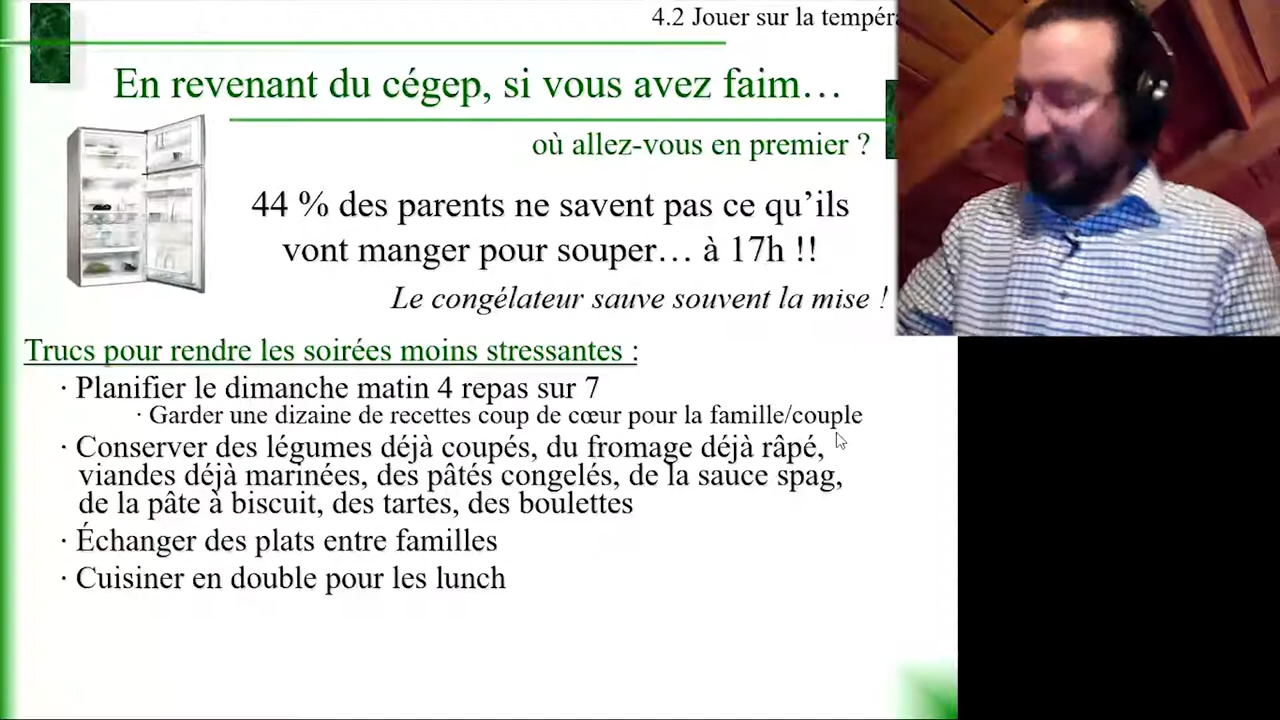 4.2 Jouer sur la tempéra
En revenant du cégep, si vous avez faim…
où allez-vous en premier ?
44 % des parents ne savent pas ce qu’ils
vont manger pour souper… à 17h !!
Le congélateur sauve souvent la mise !
Trucs pour rendre les soirées moins stressantes :
· Planifier le dimanche matin 4 repas sur 7
· Garder une dizaine de recettes coup de cœur pour la famille/couple
· Conserver des légumes déjà coupés, du fromage déjà râpé,
viandes déjà marinées, des pâtés congelés, de la sauce spag,
de la pâte à biscuit, des tartes, des boulettes
· Échanger des plats entre familles
· Cuisiner en double pour les lunch